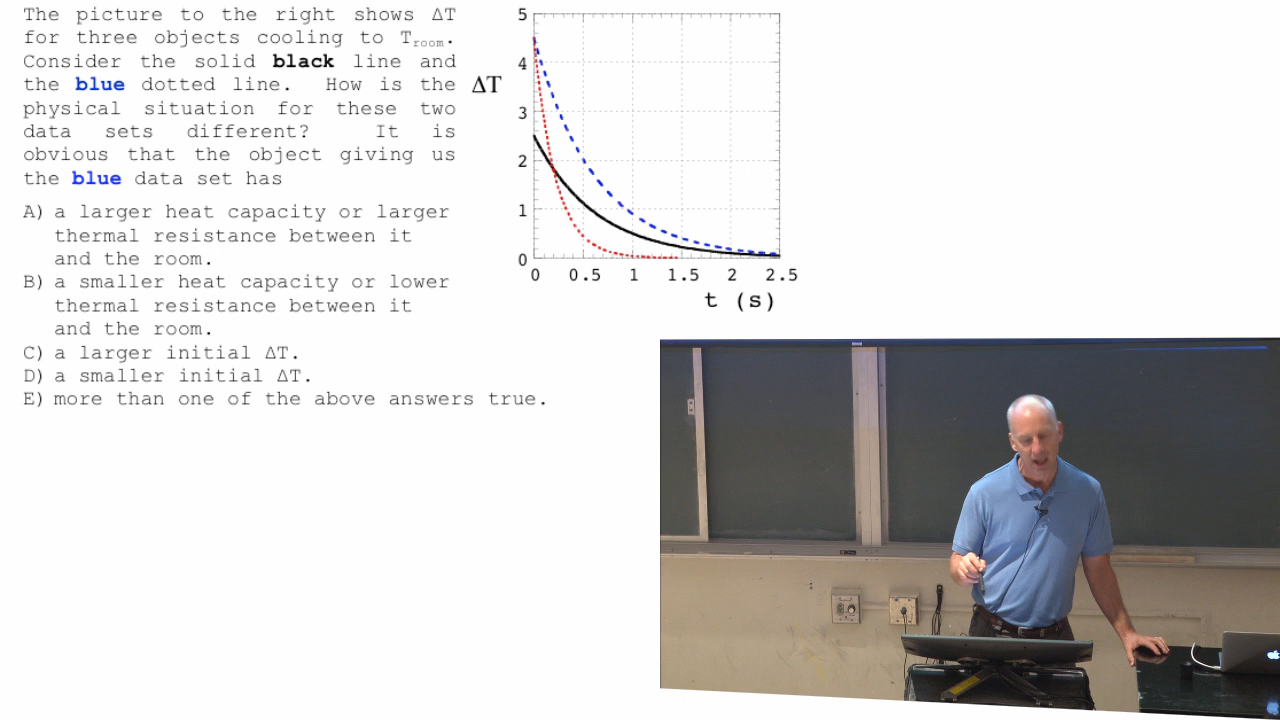 The picture to the right shows ΔT
for three objects cooling to Troom.
Consider the solid black line and
the blue dotted line. How is the
physical situation for these two
data sets different? It is
obvious that the object giving us
the blue data set has
A) a larger heat capacity or larger
thermal resistance between it
and the room.
B) a smaller heat capacity or lower
thermal resistance between it
and the room.
C) a larger initial ΔT.
D) a smaller initial ΔT.
E) more than one of the above answers true.
5
4
ΔT
3
2
1
0
0 0.5 1 1.5 2 2.5
t (s)